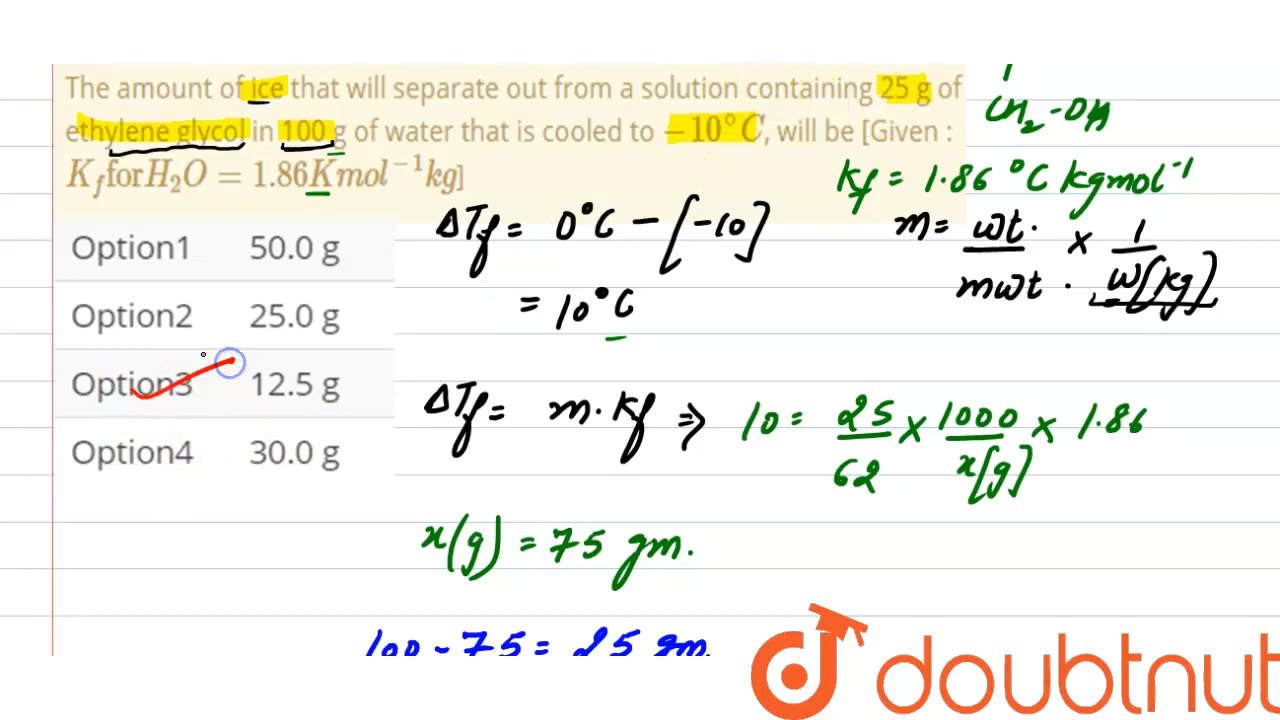 The amount of ice that will separate out from a solution containing 25 g of
ethylene glycol in 100 g of water that is cooled to −10°C, will be [Given :
K_f for H₂O = 1.86 K mol⁻¹ kg]
CH₂-OH
Kf = 1.86 °C kg mol⁻¹
m = wt. / mwt. × 1 / w(kg)
Option1 50.0 g
Option2 25.0 g
Option3 12.5 g
Option4 30.0 g
ΔTf = 0°C − [−10]
= 10°C
ΔTf = m. Kf ⇒ 10 = 25/62 × 1000/x[g] × 1.86
x(g) = 75 gm.
100 - 75 = 25 gm.
doubtnut